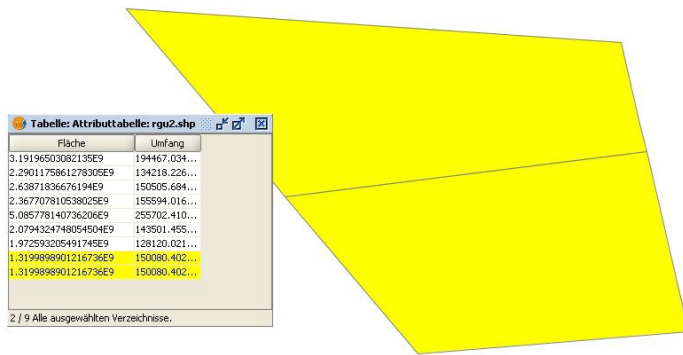 Tabelle: Attributtabelle: rgu2.shp
Fläche Umfang
3.19196503082135E9 194467.034...
2.2901175861278305E9 134218.226...
2.63871836676194E9 150505.684...
2.367707810538025E9 155594.016...
5.085778140736206E9 255702.410...
2.0794324748054504E9 143501.455...
1.972593205491745E9 128120.021...
1.3199898901216736E9 150080.402...
1.3199898901216736E9 150080.402...
2 / 9 Alle ausgewählten Verzeichnisse.